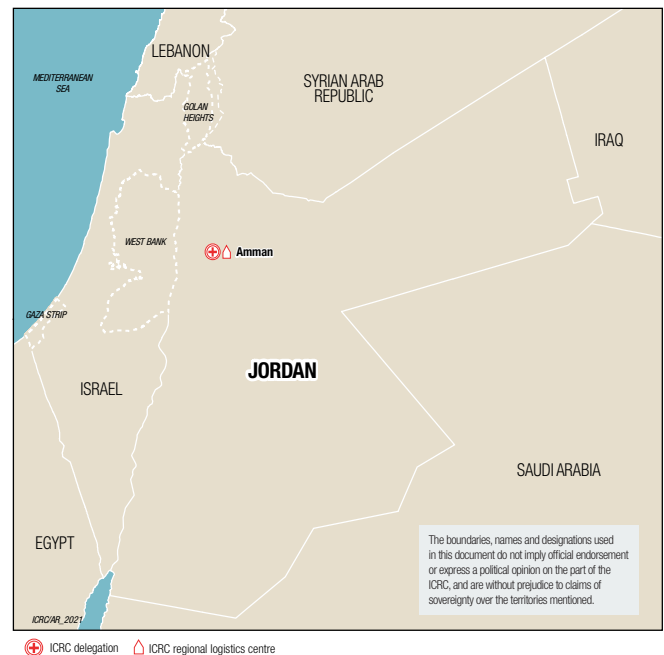 LEBANON
MEDITERRANEAN
SEA
SYRIAN ARAB
REPUBLIC
GOLAN
HEIGHTS
IRAQ
WEST BANK
Amman
GAZA STRIP
JORDAN
ISRAEL
SAUDI ARABIA
EGYPT
The boundaries, names and designations used
in this document do not imply official endorsement
or express a political opinion on the part of the
ICRC, and are without prejudice to claims of
sovereignty over the territories mentioned.
ICRC/AR_2021
ICRC delegation
ICRC regional logistics centre